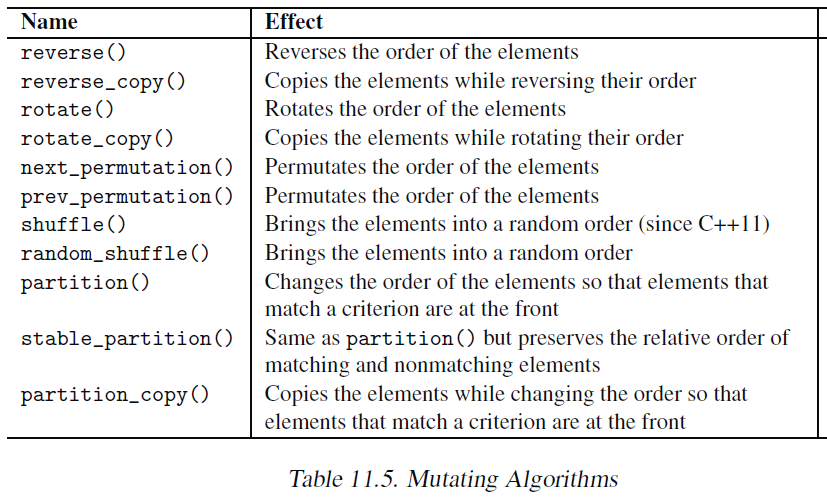 Name Effect
reverse() Reverses the order of the elements
reverse_copy() Copies the elements while reversing their order
rotate() Rotates the order of the elements
rotate_copy() Copies the elements while rotating their order
next_permutation() Permutates the order of the elements
prev_permutation() Permutates the order of the elements
shuffle() Brings the elements into a random order (since C++11)
random_shuffle() Brings the elements into a random order
partition() Changes the order of the elements so that elements that
match a criterion are at the front
stable_partition() Same as partition() but preserves the relative order of
matching and nonmatching elements
partition_copy() Copies the elements while changing the order so that
elements that match a criterion are at the front
Table 11.5. Mutating Algorithms